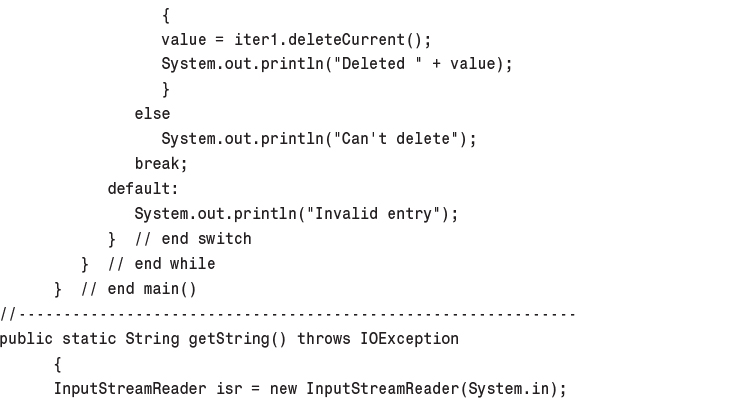 {
value = iter1.deleteCurrent();
System.out.println("Deleted " + value);
}
else
System.out.println("Can't delete");
break;
default:
System.out.println("Invalid entry");
} // end switch
} // end while
} // end main()
//--------------------------------------------------------------
public static String getString() throws IOException
{
InputStreamReader isr = new InputStreamReader(System.in);